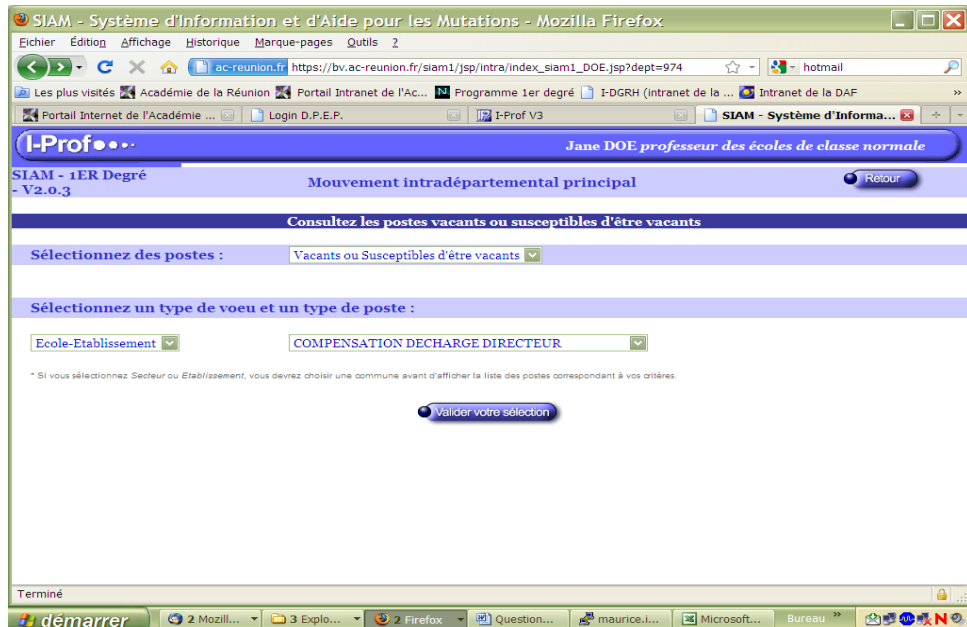 SIAM - Système d'Information et d'Aide pour les Mutations - Mozilla Firefox
Fichier Édition Affichage Historique Marque-pages Outils ?
ac-reunion.fr https://bv.ac-reunion.fr/siam1/jsp/intra/index_siam1_DOE.jsp?dept=974 hotmail
Les plus visités Académie de la Réunion Portail Intranet de l'Ac... Programme 1er degré I-DGRH (intranet de la ... Intranet de la DAF »
Portail Internet de l'Académie ... Login D.P.E.P. I-Prof V3 SIAM - Système d'Informa...
I-Prof
Jane DOE professeur des écoles de classe normale
SIAM - 1ER Degré
- V2.0.3
Mouvement intradépartemental principal
Retour
Consultez les postes vacants ou susceptibles d'être vacants
Sélectionnez des postes : Vacants ou Susceptibles d'être vacants
Sélectionnez un type de voeu et un type de poste :
Ecole-Etablissement COMPENSATION DECHARGE DIRECTEUR
* Si vous sélectionnez Secteur ou Etablissement, vous devrez choisir une commune avant d'afficher la liste des postes correspondant à vos critères.
Valider votre sélection
Terminé
démarrer 2 Mozill... 3 Explo... 2 Firefox Question... maurice.i... Microsoft... Bureau »